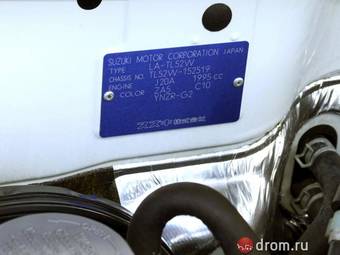 SUZUKI MOTOR CORPORATION JAPAN
TYPE LA-TL52W
CHASSIS NO. TL52W-152519
ENGINE J20A 1995 cc
COLOR ZA5 C10
YNZR-G2
drom.ru